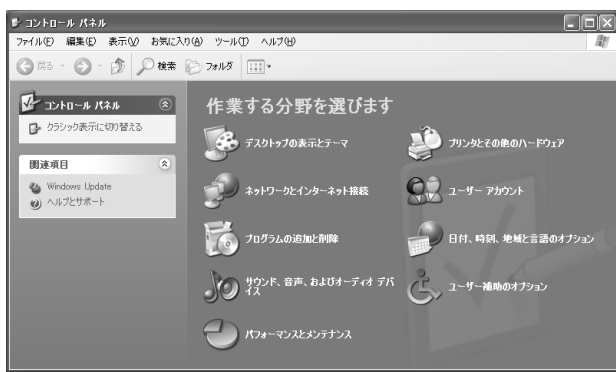 コントロール パネル
ファイル(F) 編集(E) 表示(V) お気に入り(A) ツール(T) ヘルプ(H)
戻る 検索 フォルダ
コントロール パネル
クラシック表示に切り替える
関連項目
Windows Update
ヘルプとサポート
作業する分野を選びます
デスクトップの表示とテーマ
プリンタとその他のハードウェア
ネットワークとインターネット接続
ユーザー アカウント
プログラムの追加と削除
日付、時刻、地域と言語のオプション
サウンド、音声、およびオーディオ デバ
イス
ユーザー補助のオプション
パフォーマンスとメンテナンス